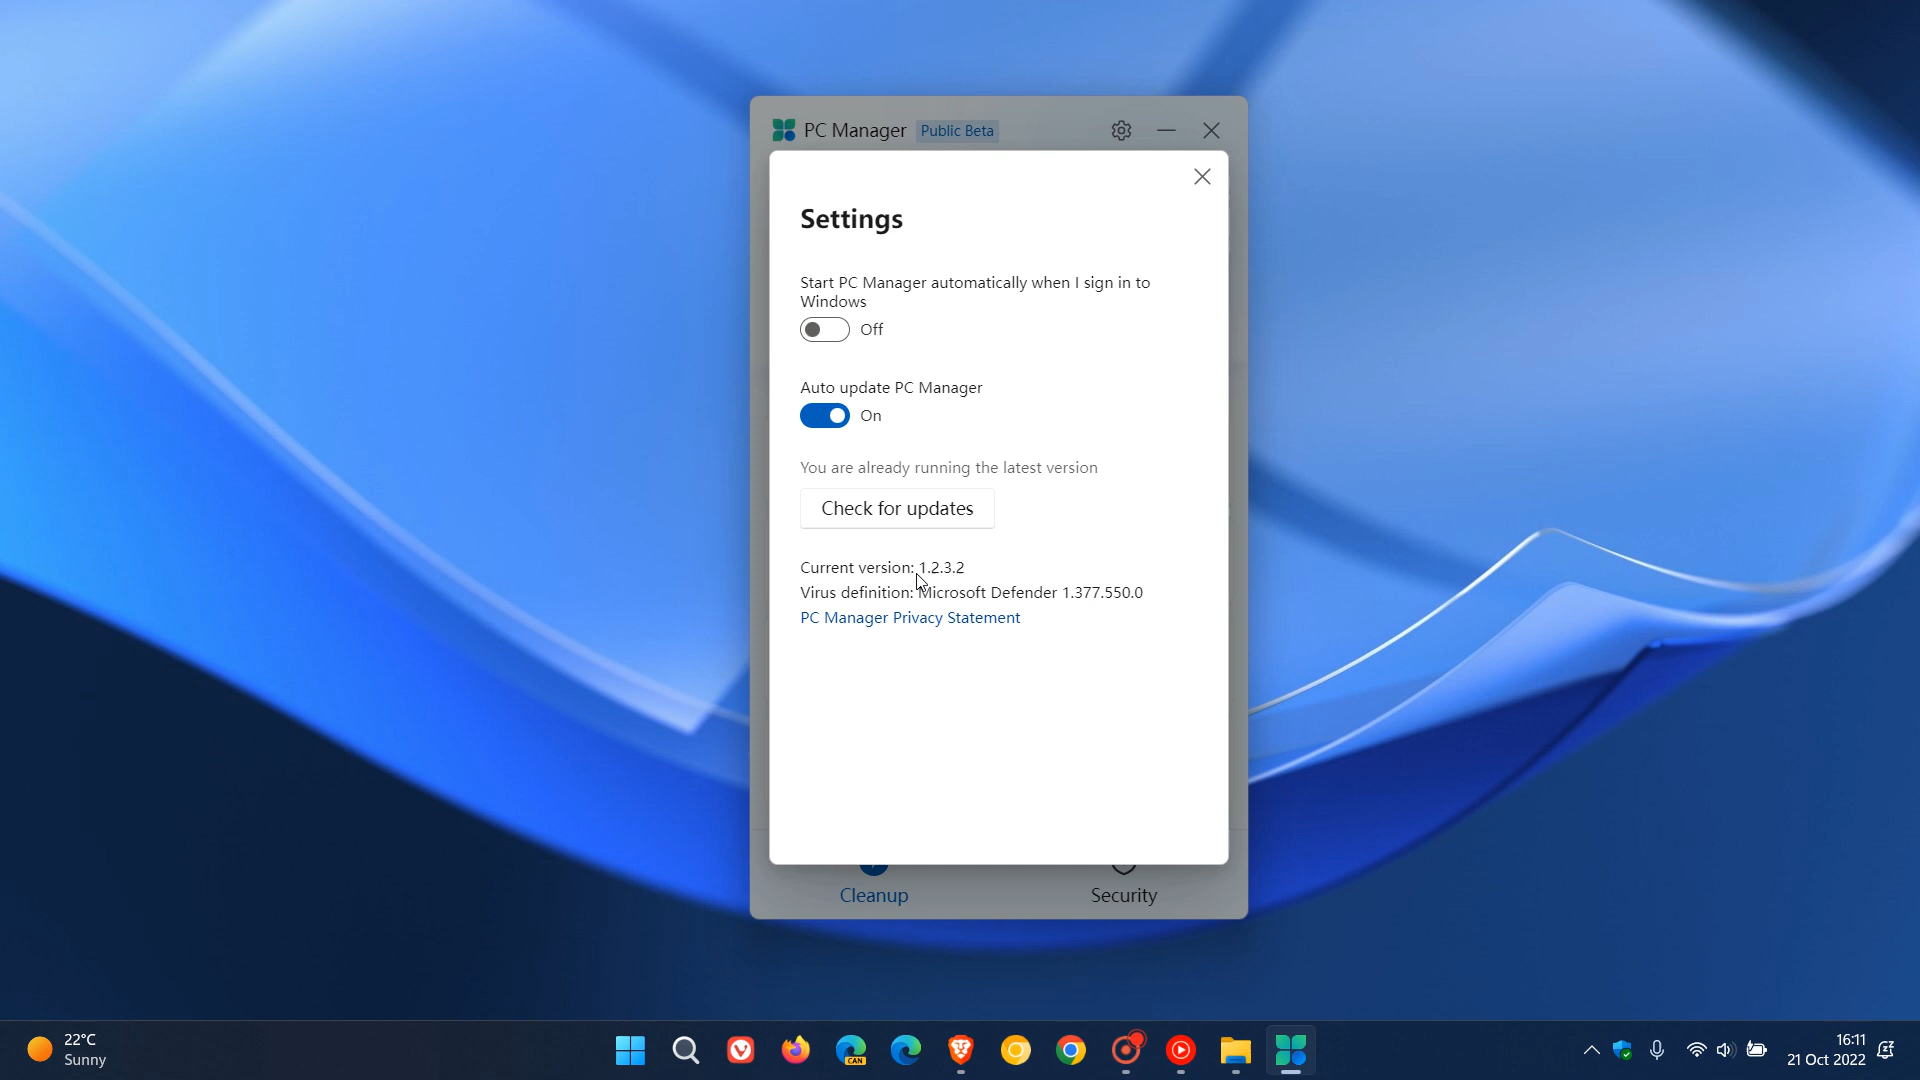 PC Manager Public Beta
Settings
Start PC Manager automatically when I sign in to
Windows
Off
Auto update PC Manager
On
You are already running the latest version
Check for updates
Current version: 1.2.3.2
Virus definition: Microsoft Defender 1.377.550.0
PC Manager Privacy Statement
Cleanup
Security
22°C
Sunny
CAN
16:11
21 Oct 2022